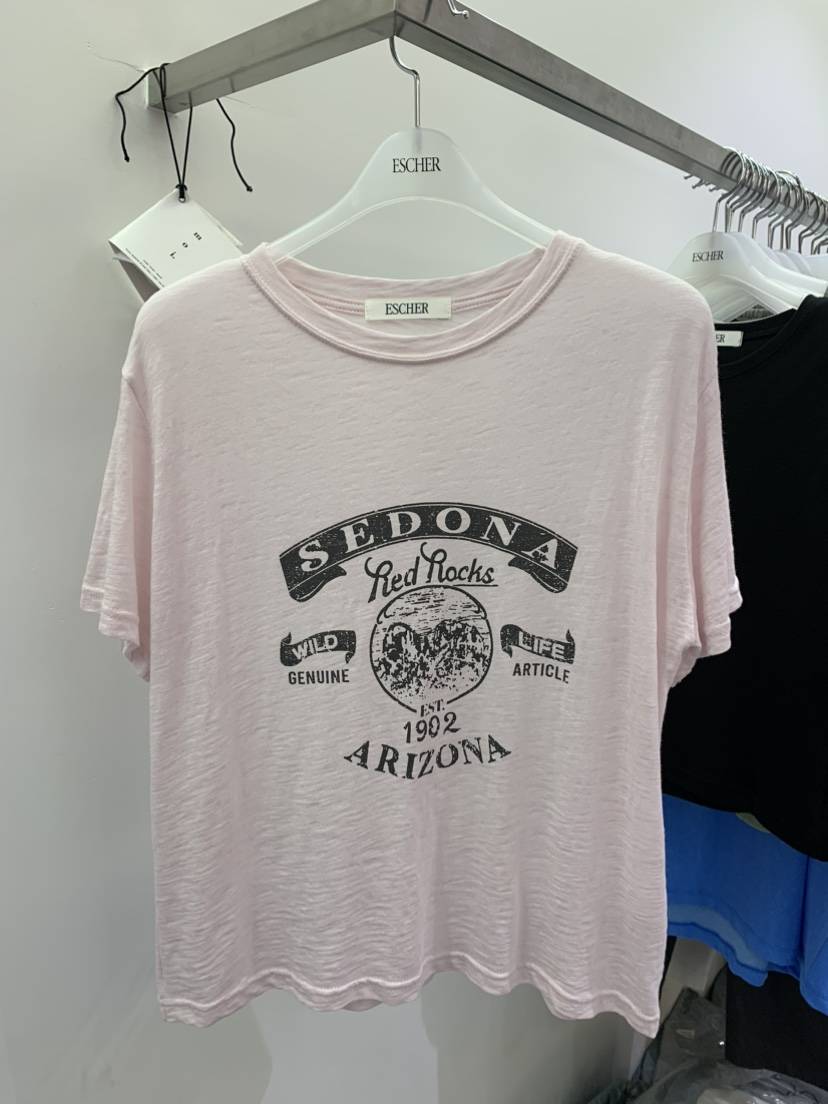 ESCHER
ESCHER
ESCHER
SEDONA
Red Rocks
WILD
LIFE
GENUINE
ARTICLE
EST.
1902
ARIZONA